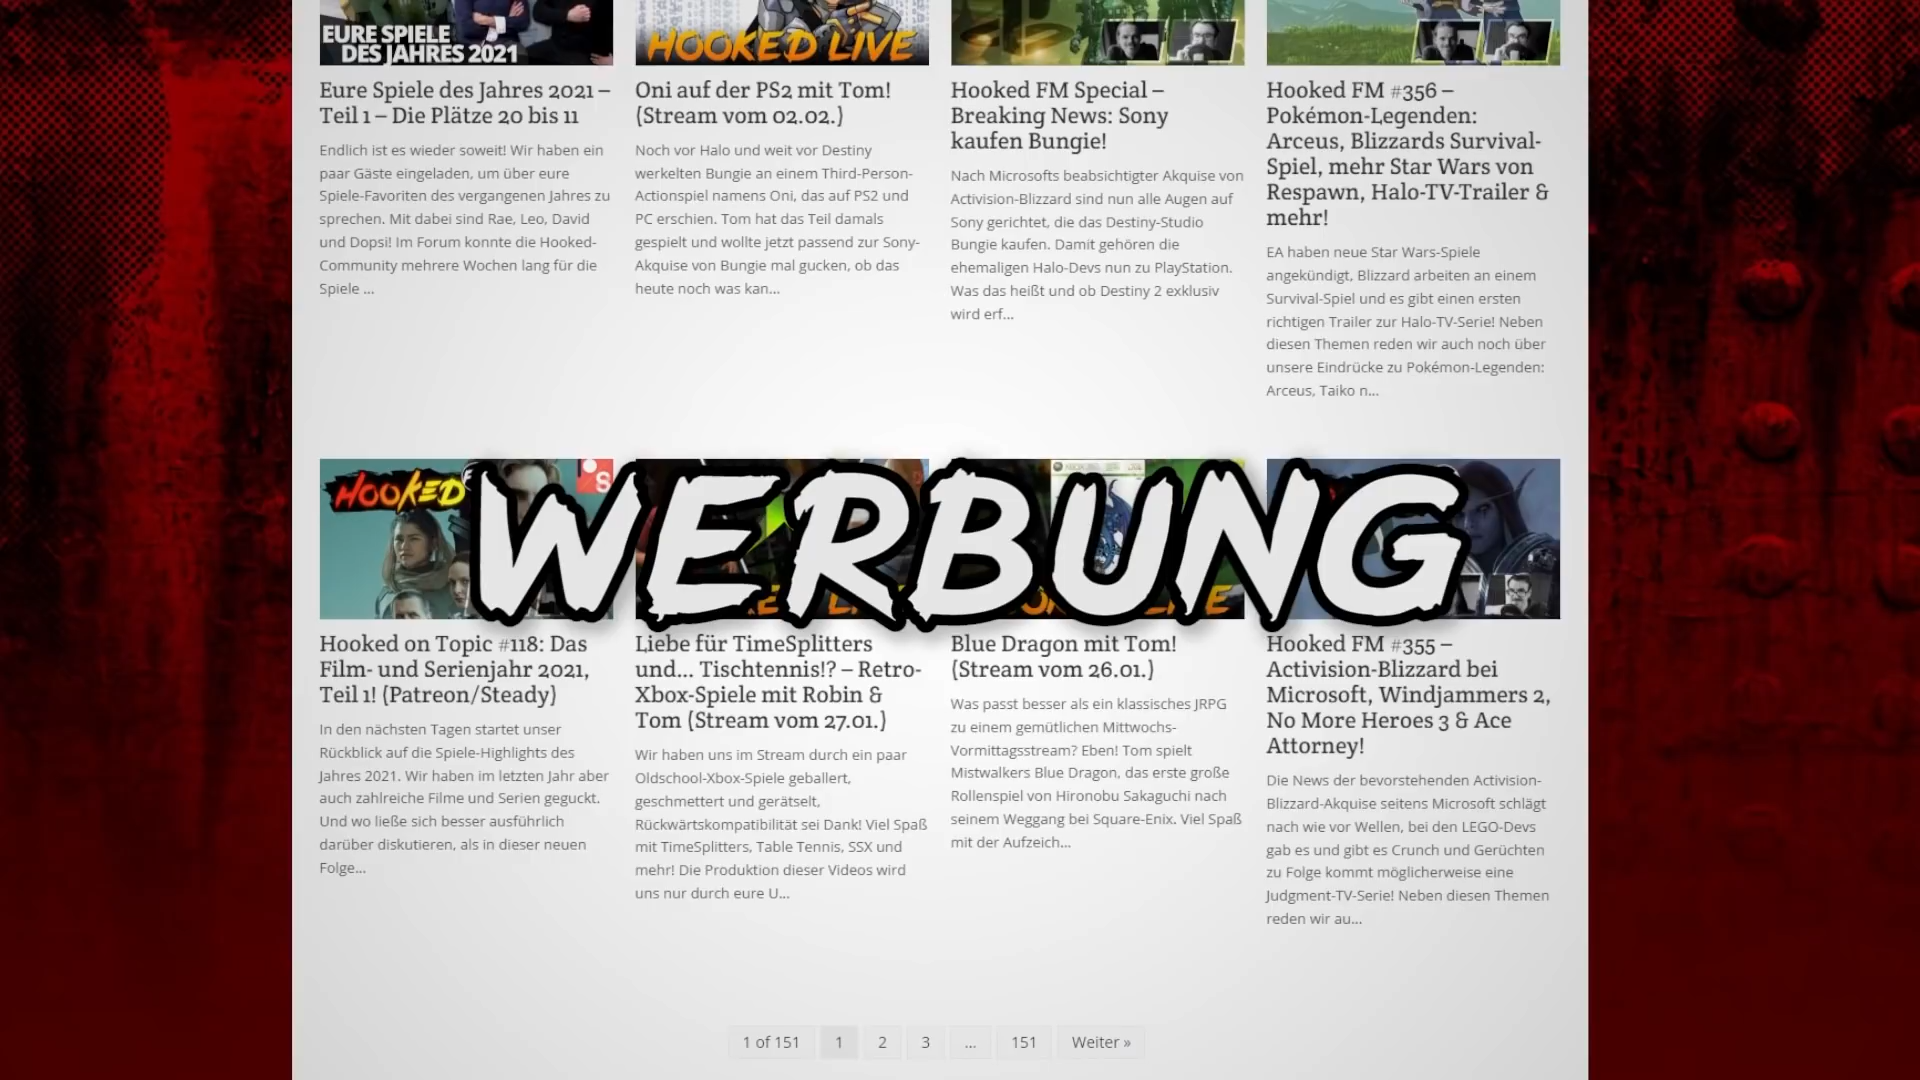 EURE SPIELE
DES JAHRES 2021
HOOKED LIVE
Eure Spiele des Jahres 2021 –
Teil 1 – Die Plätze 20 bis 11
Endlich ist es wieder soweit! Wir haben ein
paar Gäste eingeladen, um über eure
Spiele-Favoriten des vergangenen Jahres zu
sprechen. Mit dabei sind Rae, Leo, David
und Dopsi! Im Forum konnte die Hooked-
Community mehrere Wochen lang für die
Spiele ...
Oni auf der PS2 mit Tom!
(Stream vom 02.02.)
Noch vor Halo und weit vor Destiny
werkelten Bungie an einem Third-Person-
Actionspiel namens Oni, das auf PS2 und
PC erschien. Tom hat das Teil damals
gespielt und wollte jetzt passend zur Sony-
Akquise von Bungie mal gucken, ob das
heute noch was kan...
Hooked FM Special –
Breaking News: Sony
kaufen Bungie!
Nach Microsofts beabsichtigter Akquise von
Activision-Blizzard sind nun alle Augen auf
Sony gerichtet, die das Destiny-Studio
Bungie kaufen. Damit gehören die
ehemaligen Halo-Devs nun zu PlayStation.
Was das heißt und ob Destiny 2 exklusiv
wird erf...
Hooked FM #356 –
Pokémon-Legenden:
Arceus, Blizzards Survival-
Spiel, mehr Star Wars von
Respawn, Halo-TV-Trailer &
mehr!
EA haben neue Star Wars-Spiele
angekündigt, Blizzard arbeiten an einem
Survival-Spiel und es gibt einen ersten
richtigen Trailer zur Halo-TV-Serie! Neben
diesen Themen reden wir auch noch über
unsere Eindrücke zu Pokémon-Legenden:
Arceus, Taiko n...
HOOKED
WERBUNG
Hooked on Topic #118: Das
Film- und Serienjahr 2021,
Teil 1! (Patreon/Steady)
In den nächsten Tagen startet unser
Rückblick auf die Spiele-Highlights des
Jahres 2021. Wir haben im letzten Jahr aber
auch zahlreiche Filme und Serien geguckt.
Und wo ließe sich besser ausführlich
darüber diskutieren, als in dieser neuen
Folge...
Liebe für TimeSplitters
und... Tischtennis!? – Retro-
Xbox-Spiele mit Robin &
Tom (Stream vom 27.01.)
Wir haben uns im Stream durch ein paar
Oldschool-Xbox-Spiele geballert,
geschmettert und gerätselt,
Rückwärtskompatibilität sei Dank! Viel Spaß
mit TimeSplitters, Table Tennis, SSX und
mehr! Die Produktion dieser Videos wird
uns nur durch eure U...
Blue Dragon mit Tom!
(Stream vom 26.01.)
Was passt besser als ein klassisches JRPG
zu einem gemütlichen Mittwochs-
Vormittagsstream? Eben! Tom spielt
Mistwalkers Blue Dragon, das erste große
Rollenspiel von Hironobu Sakaguchi nach
seinem Weggang bei Square-Enix. Viel Spaß
mit der Aufzeich...
Hooked FM #355 –
Activision-Blizzard bei
Microsoft, Windjammers 2,
No More Heroes 3 & Ace
Attorney!
Die News der bevorstehenden Activision-
Blizzard-Akquise seitens Microsoft schlägt
nach wie vor Wellen, bei den LEGO-Devs
gab es und gibt es Crunch und Gerüchten
zu Folge kommt möglicherweise eine
Judgment-TV-Serie! Neben diesen Themen
reden wir au...
1 of 151 1 2 3 ... 151 Weiter »